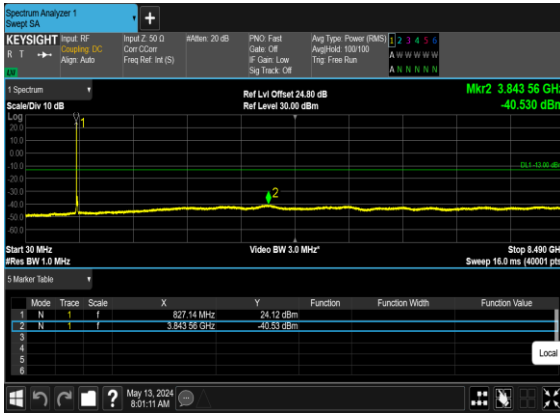 Spectrum Analyzer 1
Swept SA
+
KEYSIGHT Input: RF Input Z: 50 Ω #Atten: 20 dB PNO: Fast Avg Type: Power (RMS) 1 2 3 4 5 6
R T Coupling: DC Corr CCorr Gate: Off Avg|Hold: 100/100 A W W W W W
Align: Auto Freq Ref: Int (S) IF Gain: Low Trig: Free Run
Sig Track: Off A N N N N N
1 Spectrum Ref Lvl Offset 24.80 dB Mkr2 3.843 56 GHz
Scale/Div 10 dB Ref Level 30.00 dBm -40.530 dBm
Log
20.0
10.0
0.00
-10.0
-20.0
-30.0
-40.0
-50.0
-60.0
1
2
DL1 -13.00 dBm
Start 30 MHz Video BW 3.0 MHz* Stop 8.490 GHz
#Res BW 1.0 MHz Sweep 16.0 ms (40001 pts)
5 Marker Table
Mode Trace Scale X Y Function Function Width Function Value
1 N 1 f 827.14 MHz 24.12 dBm
2 N 1 f 3.843 56 GHz -40.53 dBm
3
4
5
6
Local
? May 13, 2024
8:01:11 AM